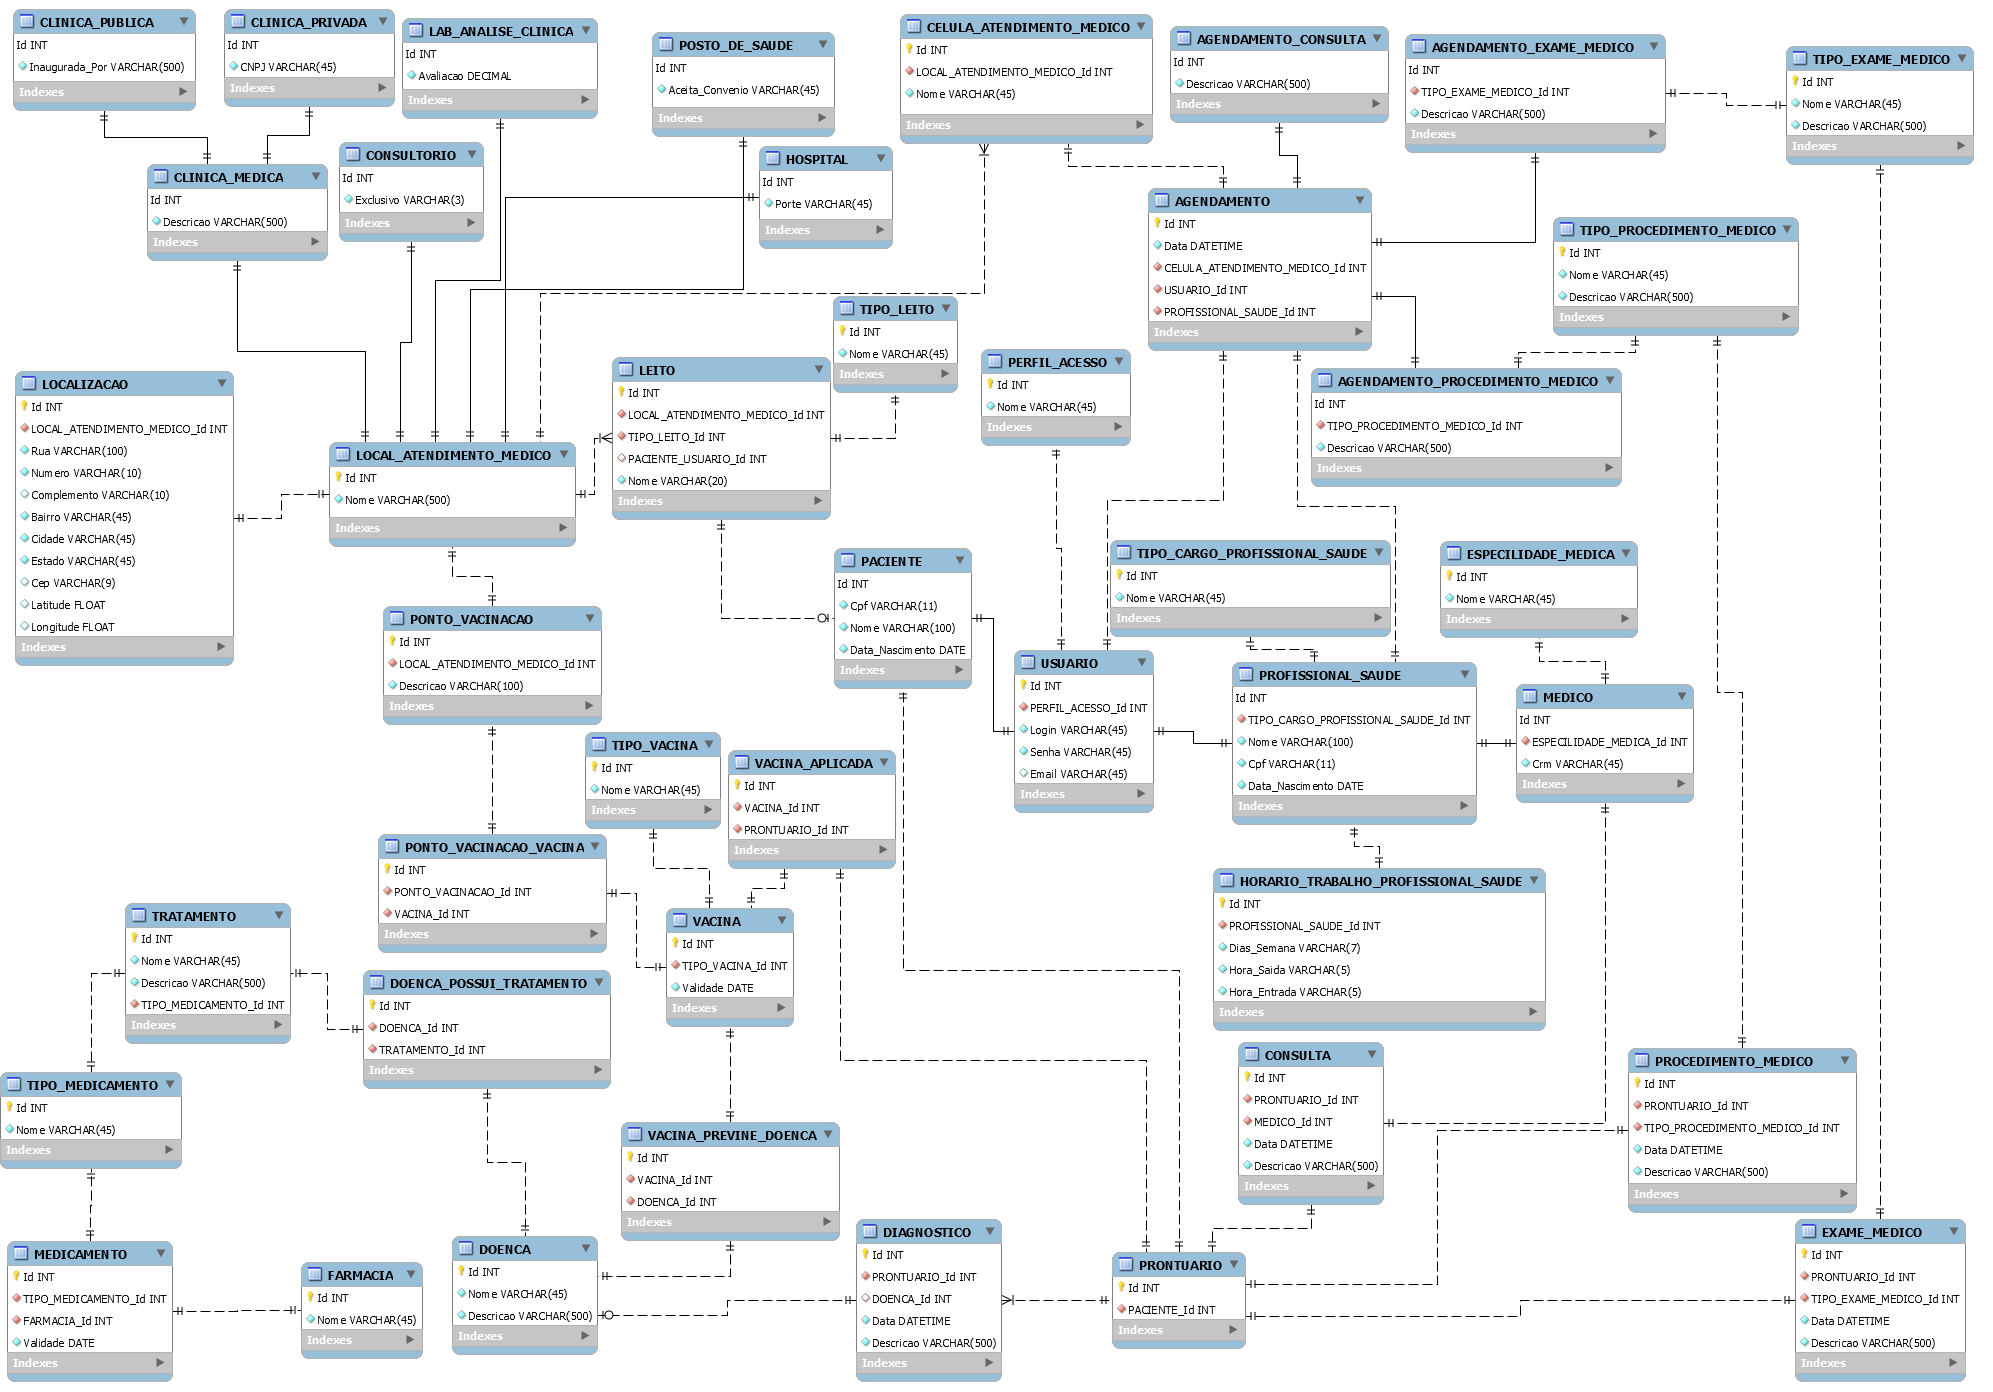 CLINICA_PUBLICA
Id INT
Inaugurada_Por VARCHAR(500)
Indexes
CLINICA_PRIVADA
Id INT
CNPJ VARCHAR(45)
Indexes
LAB_ANALISE_CLINICA
Id INT
Avaliacao DECIMAL
Indexes
POSTO_DE_SAUDE
Id INT
Aceita_Convenio VARCHAR(45)
Indexes
CELULA_ATENDIMENTO_MEDICO
Id INT
LOCAL_ATENDIMENTO_MEDICO_Id INT
Nome VARCHAR(45)
Indexes
AGENDAMENTO_CONSULTA
Id INT
Descricao VARCHAR(500)
Indexes
AGENDAMENTO_EXAME_MEDICO
Id INT
TIPO_EXAME_MEDICO_Id INT
Descricao VARCHAR(500)
Indexes
TIPO_EXAME_MEDICO
Id INT
Nome VARCHAR(45)
Descricao VARCHAR(500)
Indexes
CLINICA_MEDICA
Id INT
Descricao VARCHAR(500)
Indexes
CONSULTORIO
Id INT
Exclusivo VARCHAR(3)
Indexes
HOSPITAL
Id INT
Porte VARCHAR(45)
Indexes
AGENDAMENTO
Id INT
Data DATETIME
CELULA_ATENDIMENTO_MEDICO_Id INT
USUARIO_Id INT
PROFISSIONAL_SAUDE_Id INT
Indexes
TIPO_PROCEDIMENTO_MEDICO
Id INT
Nome VARCHAR(45)
Descricao VARCHAR(500)
Indexes
TIPO_LEITO
Id INT
Nome VARCHAR(45)
Indexes
LOCALIZACAO
Id INT
LOCAL_ATENDIMENTO_MEDICO_Id INT
Rua VARCHAR(100)
Numero VARCHAR(10)
Complemento VARCHAR(10)
Bairro VARCHAR(45)
Cidade VARCHAR(45)
Estado VARCHAR(45)
Cep VARCHAR(9)
Latitude FLOAT
Longitude FLOAT
Indexes
LEITO
Id INT
LOCAL_ATENDIMENTO_MEDICO_Id INT
TIPO_LEITO_Id INT
PACIENTE_USUARIO_Id INT
Nome VARCHAR(20)
Indexes
PERFIL_ACESSO
Id INT
Nome VARCHAR(45)
Indexes
AGENDAMENTO_PROCEDIMENTO_MEDICO
Id INT
TIPO_PROCEDIMENTO_MEDICO_Id INT
Descricao VARCHAR(500)
Indexes
LOCAL_ATENDIMENTO_MEDICO
Id INT
Nome VARCHAR(500)
Indexes
PACIENTE
Id INT
Cpf VARCHAR(11)
Nome VARCHAR(100)
Data_Nascimento DATE
Indexes
TIPO_CARGO_PROFISSIONAL_SAUDE
Id INT
Nome VARCHAR(45)
Indexes
ESPECILIDADE_MEDICA
Id INT
Nome VARCHAR(45)
Indexes
PONTO_VACINACAO
Id INT
LOCAL_ATENDIMENTO_MEDICO_Id INT
Descricao VARCHAR(100)
Indexes
USUARIO
Id INT
PERFIL_ACESSO_Id INT
Login VARCHAR(45)
Senha VARCHAR(45)
Email VARCHAR(45)
Indexes
PROFISSIONAL_SAUDE
Id INT
TIPO_CARGO_PROFISSIONAL_SAUDE_Id INT
Nome VARCHAR(100)
Cpf VARCHAR(11)
Data_Nascimento DATE
Indexes
MEDICO
Id INT
ESPECILIDADE_MEDICA_Id INT
Crm VARCHAR(45)
Indexes
TIPO_VACINA
Id INT
Nome VARCHAR(45)
Indexes
VACINA_APLICADA
Id INT
VACINA_Id INT
PRONTUARIO_Id INT
Indexes
PONTO_VACINACAO_VACINA
Id INT
PONTO_VACINACAO_Id INT
VACINA_Id INT
Indexes
HORARIO_TRABALHO_PROFISSIONAL_SAUDE
Id INT
PROFISSIONAL_SAUDE_Id INT
Dias_Semana VARCHAR(7)
Hora_Saida VARCHAR(5)
Hora_Entrada VARCHAR(5)
Indexes
TRATAMENTO
Id INT
Nome VARCHAR(45)
Descricao VARCHAR(500)
TIPO_MEDICAMENTO_Id INT
Indexes
VACINA
Id INT
TIPO_VACINA_Id INT
Validade DATE
Indexes
DOENCA_POSSUI_TRATAMENTO
Id INT
DOENCA_Id INT
TRATAMENTO_Id INT
Indexes
CONSULTA
Id INT
PRONTUARIO_Id INT
MEDICO_Id INT
Data DATETIME
Descricao VARCHAR(500)
Indexes
PROCEDIMENTO_MEDICO
Id INT
PRONTUARIO_Id INT
TIPO_PROCEDIMENTO_MEDICO_Id INT
Data DATETIME
Descricao VARCHAR(500)
Indexes
TIPO_MEDICAMENTO
Id INT
Nome VARCHAR(45)
Indexes
VACINA_PREVINE_DOENCA
Id INT
VACINA_Id INT
DOENCA_Id INT
Indexes
DIAGNOSTICO
Id INT
PRONTUARIO_Id INT
DOENCA_Id INT
Data DATETIME
Descricao VARCHAR(500)
Indexes
EXAME_MEDICO
Id INT
PRONTUARIO_Id INT
TIPO_EXAME_MEDICO_Id INT
Data DATETIME
Descricao VARCHAR(500)
Indexes
DOENCA
Id INT
Nome VARCHAR(45)
Descricao VARCHAR(500)
Indexes
MEDICAMENTO
Id INT
TIPO_MEDICAMENTO_Id INT
FARMACIA_Id INT
Validade DATE
Indexes
PRONTUARIO
Id INT
PACIENTE_Id INT
Indexes
FARMACIA
Id INT
Nome VARCHAR(45)
Indexes